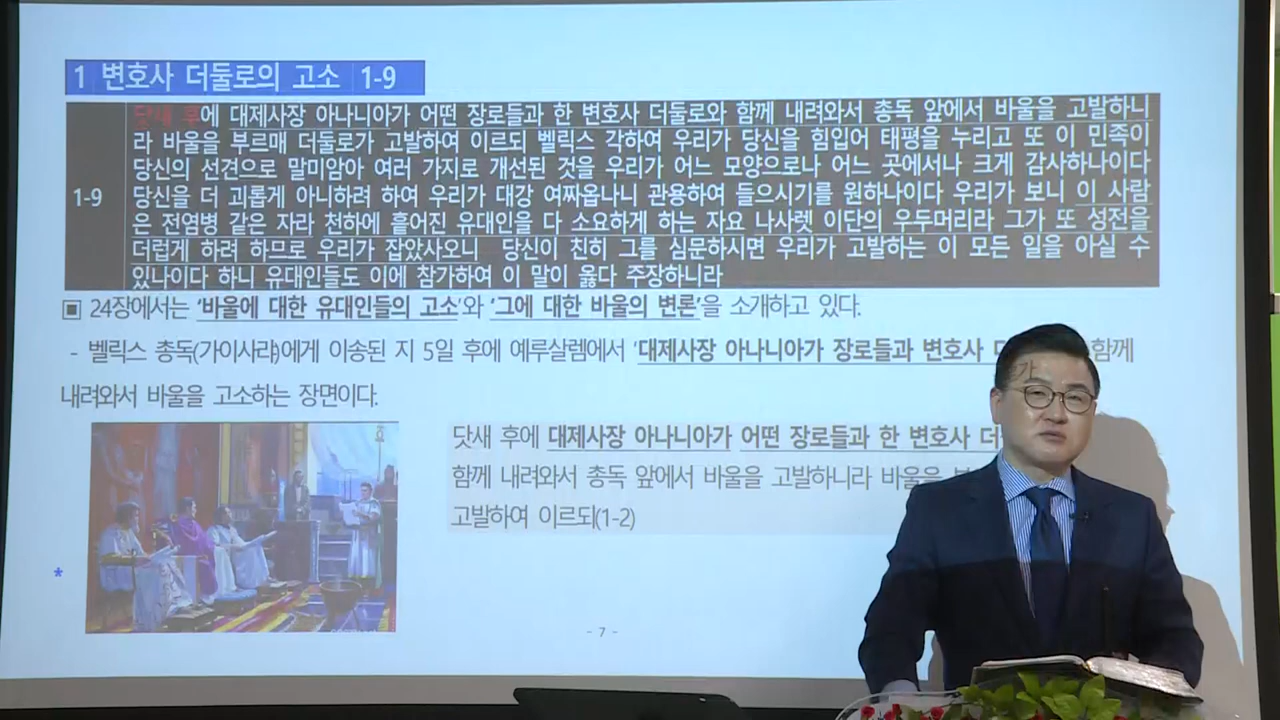 1 변호사 더둘로의 고소 1-9
닷새 후에 대제사장 아나니아가 어떤 장로들과 한 변호사 더둘로와 함께 내려와서 총독 앞에서 바울을 고발하니
라 바울을 부르매 더둘로가 고발하여 이르되 벨릭스 각하여 우리가 당신을 힘입어 태평을 누리고 또 이 민족이
당신의 선견으로 말미암아 여러 가지로 개선된 것을 우리가 어느 모양으로나 어느 곳에서나 크게 감사하나이다
1-9
당신을 더 괴롭게 아니하려 하여 우리가 대강 여짜옵나니 관용하여 들으시기를 원하나이다 우리가 보니 이 사람
은 전염병 같은 자라 천하에 흩어진 유대인을 다 소요하게 하는 자요 나사렛 이단의 우두머리라 그가 또 성전을
더럽게 하려 하므로 우리가 잡았사오니 당신이 친히 그를 심문하시면 우리가 고발하는 이 모든 일을 아실 수
있나이다 하니 유대인들도 이에 참가하여 이 말이 옳다 주장하니라
▣ 24장에서는 ‘바울에 대한 유대인들의 고소’와 ‘그에 대한 바울의 변론’을 소개하고 있다.
- 벨릭스 총독(가이사랴)에게 이송된 지 5일 후에 예루살렘에서 ‘대제사장 아나니아가 장로들과 변호사 함께
내려와서 바울을 고소하는 장면이다.
닷새 후에 대제사장 아나니아가 어떤 장로들과 한 변호사 더
함께 내려와서 총독 앞에서 바울을 고발하니라 바울을
고발하여 이르되(1-2)
*
- 7 -